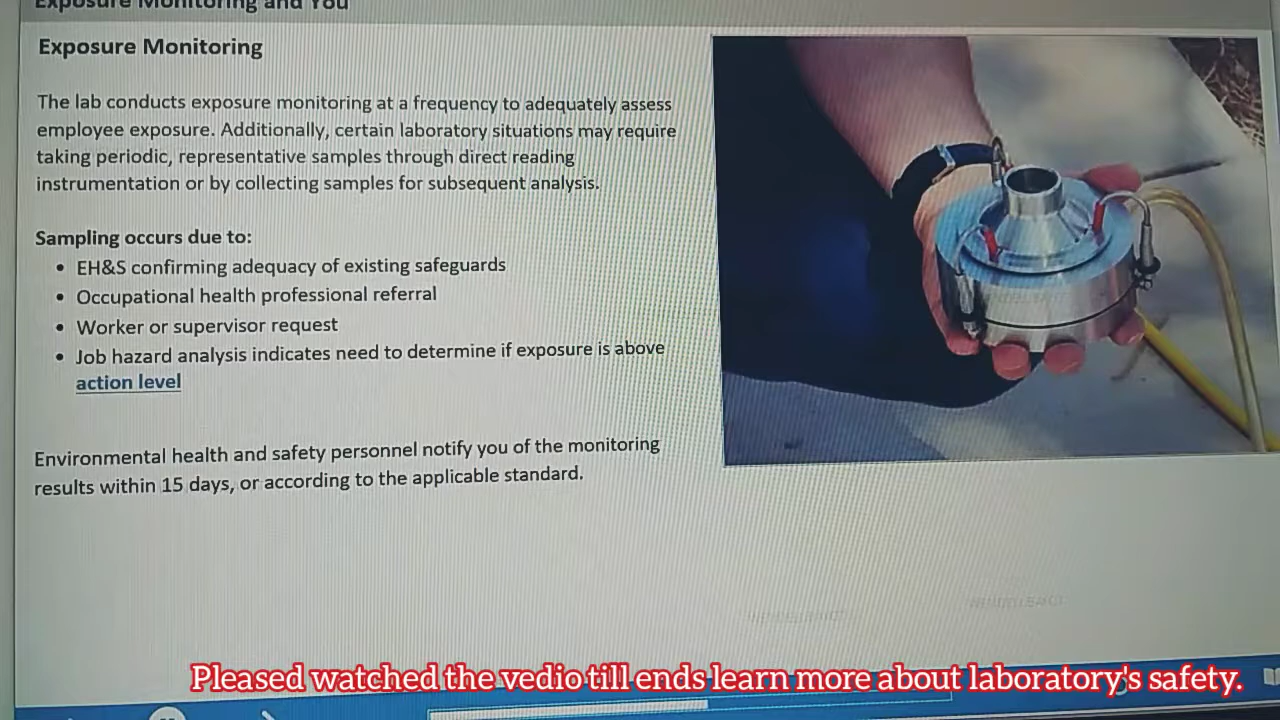 Exposure Monitoring and You
Exposure Monitoring
The lab conducts exposure monitoring at a frequency to adequately assess
employee exposure. Additionally, certain laboratory situations may require
taking periodic, representative samples through direct reading
instrumentation or by collecting samples for subsequent analysis.
Sampling occurs due to:
• EH&S confirming adequacy of existing safeguards
• Occupational health professional referral
• Worker or supervisor request
• Job hazard analysis indicates need to determine if exposure is above
action level
Environmental health and safety personnel notify you of the monitoring
results within 15 days, or according to the applicable standard.
Pleased watched the vedio till ends learn more about laboratory's safety.